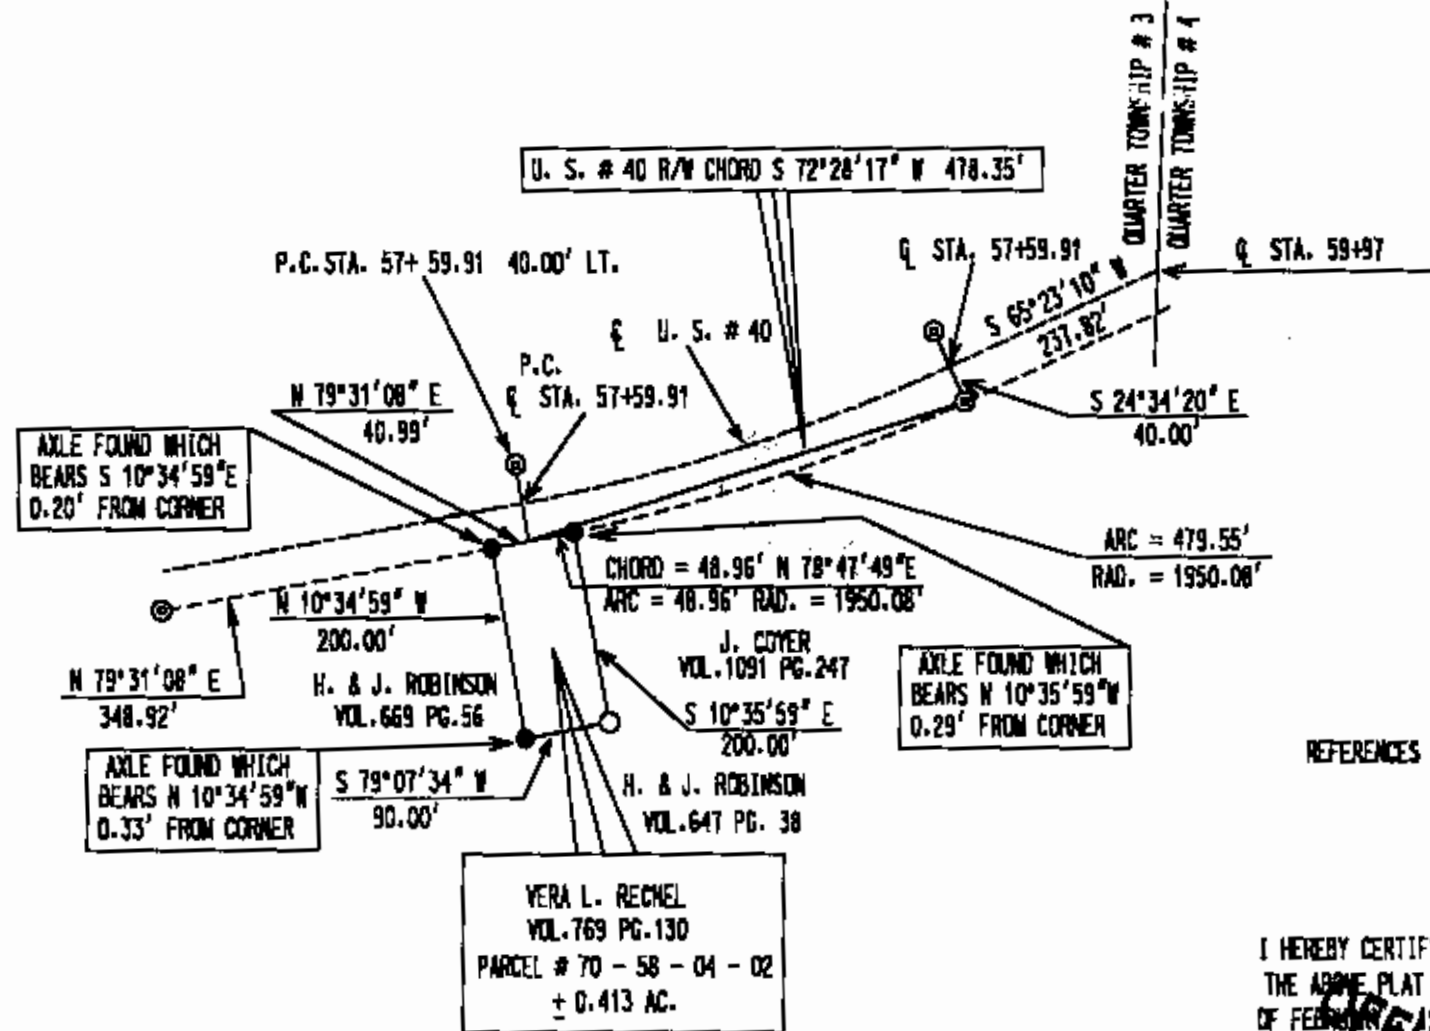 QUARTER TOWNSHIP # 3
QUARTER TOWNSHIP # 4
U. S. # 40 R/W CHORD S 72°28'17" W 478.35'
P.C. STA. 57+ 59.91 40.00' LT.
℄ STA. 57+59.91
℄ STA. 59+97
S 65°23'10" W
237.82'
℄ U. S. # 40
P.C.
℄ STA. 57+59.91
N 79°31'08" E
40.99'
S 24°34'20" E
40.00'
AXLE FOUND WHICH
BEARS S 10°34'59"E
0.20' FROM CORNER
ARC = 479.55'
RAD. = 1950.08'
CHORD = 48.96' N 78°47'49"E
ARC = 48.96' RAD. = 1950.08'
N 10°34'59" W
200.00'
J. COYER
VOL.1091 PG.247
AXLE FOUND WHICH
BEARS N 10°35'59"W
0.29' FROM CORNER
N 79°31'08" E
348.92'
H. & J. ROBINSON
VOL.669 PG.56
S 10°35'59" E
200.00'
REFERENCES
AXLE FOUND WHICH
BEARS N 10°34'59"W
0.33' FROM CORNER
S 79°07'34" W
90.00'
H. & J. ROBINSON
VOL.647 PG. 38
VERA L. RECHEL
VOL.769 PG.130
PARCEL # 70 - 58 - 04 - 02
± 0.413 AC.
I HEREBY CERTIF
THE ABOVE PLAT
OF